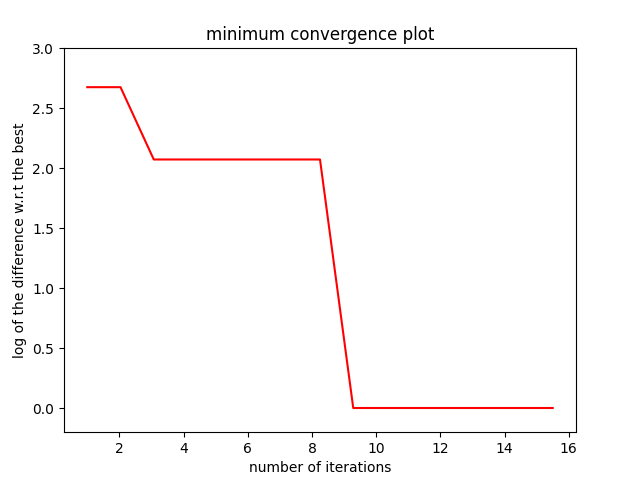 minimum convergence plot
3.0
2.5
2.0
1.5
1.0
0.5
0.0
log of the difference w.r.t the best
2 4 6 8 10 12 14 16
number of iterations